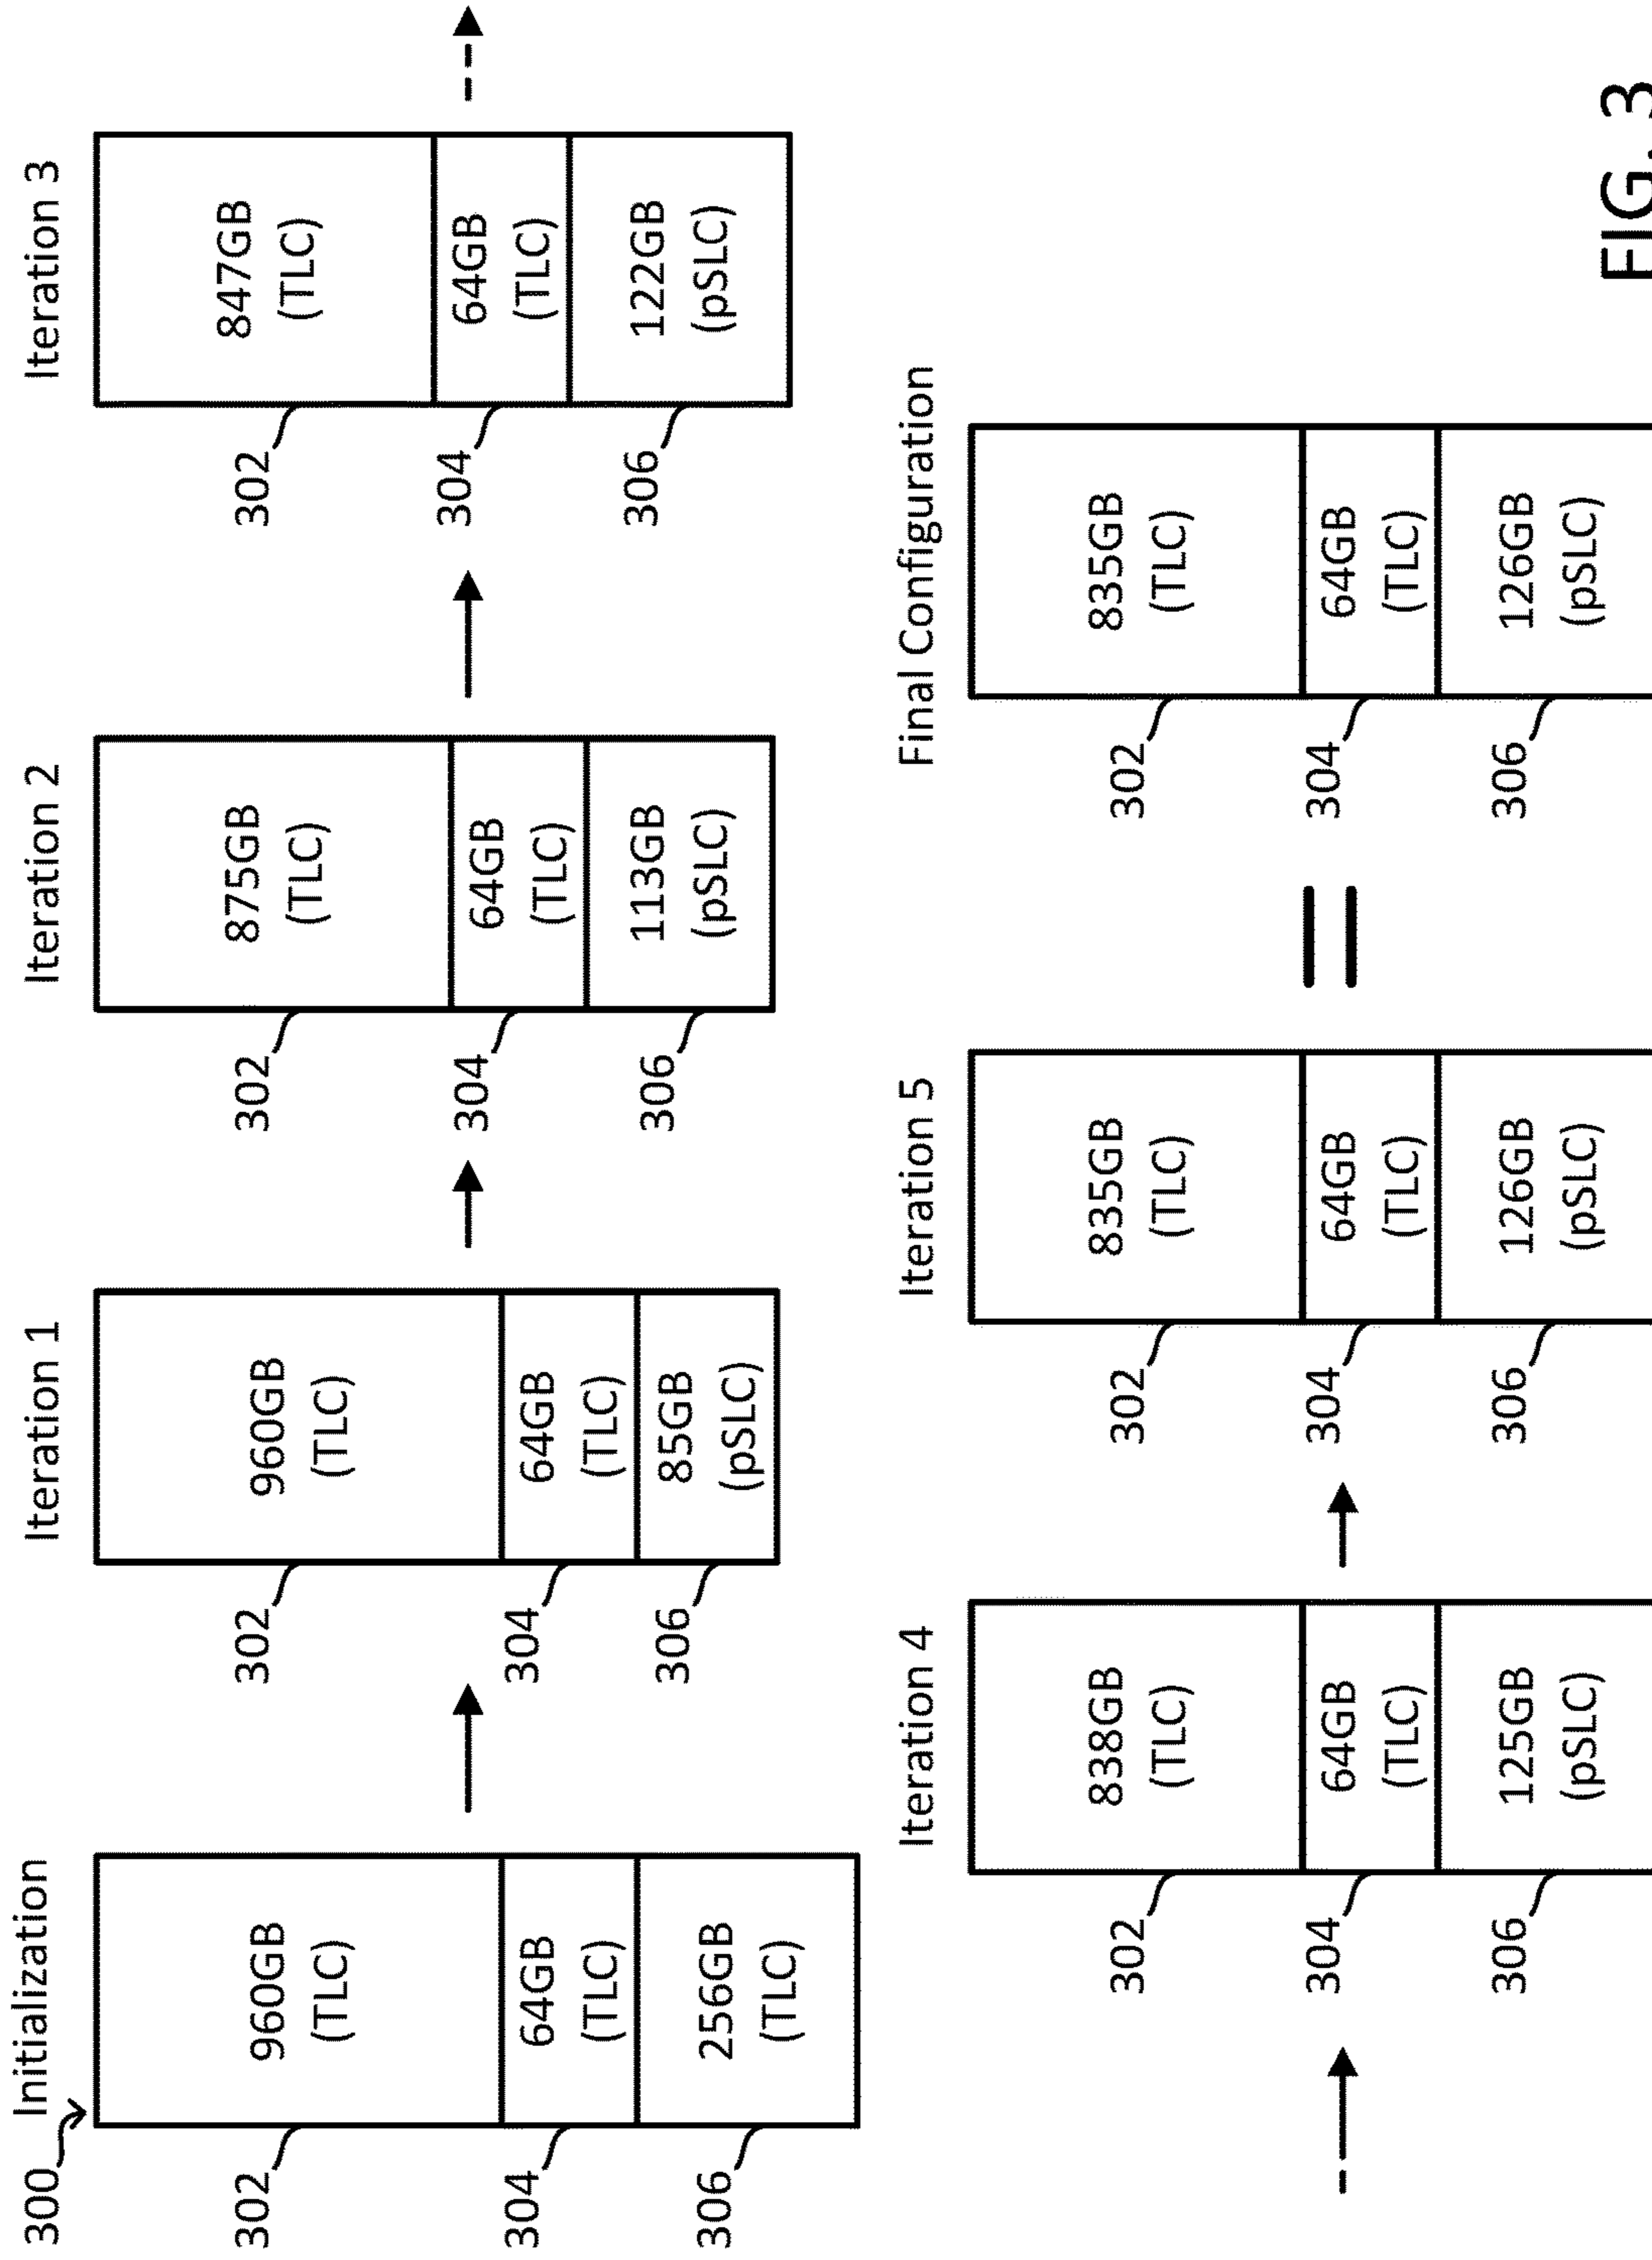 300
Initialization
302
960GB
(TLC)
304
64GB
(TLC)
306
256GB
(TLC)
Iteration 1
302
960GB
(TLC)
304
64GB
(TLC)
306
85GB
(pSLC)
Iteration 2
302
875GB
(TLC)
304
64GB
(TLC)
306
113GB
(pSLC)
Iteration 3
302
847GB
(TLC)
304
64GB
(TLC)
306
122GB
(pSLC)
Iteration 4
302
838GB
(TLC)
304
64GB
(TLC)
306
125GB
(pSLC)
Iteration 5
302
835GB
(TLC)
304
64GB
(TLC)
306
126GB
(pSLC)
Final Configuration
302
835GB
(TLC)
304
64GB
(TLC)
306
126GB
(pSLC)
FIG. 3